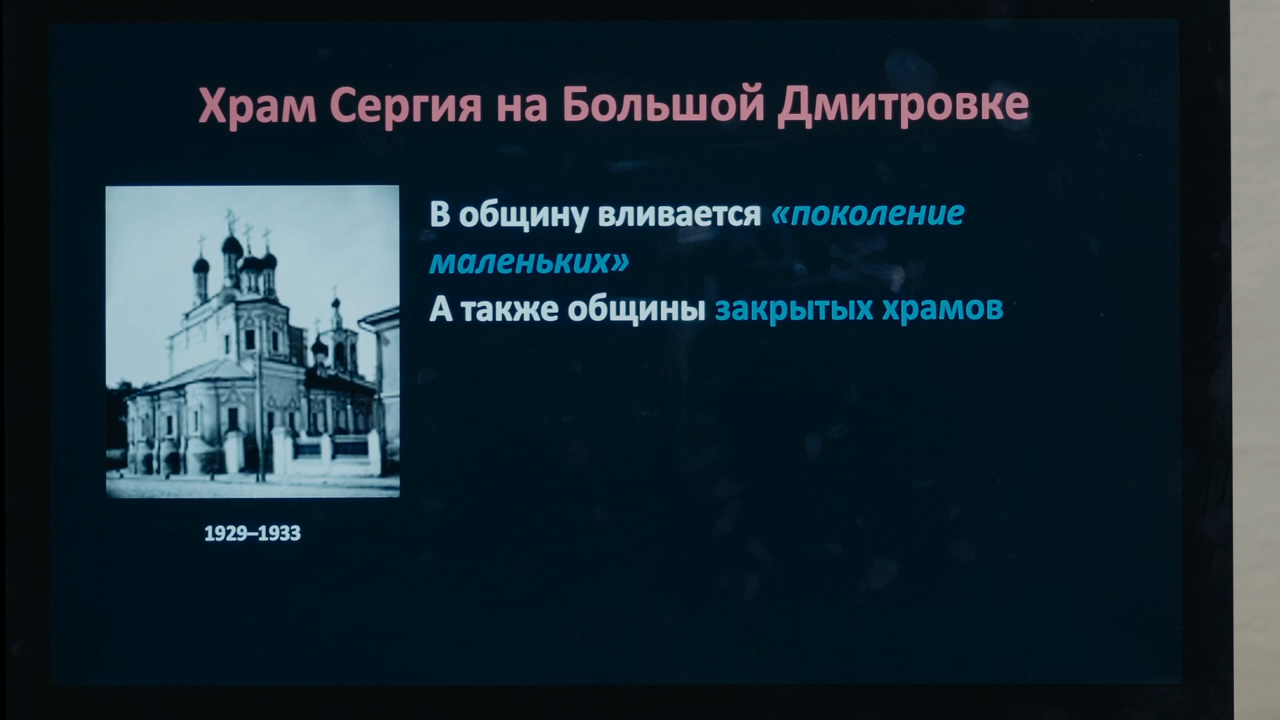 Храм Сергия на Большой Дмитровке
В общину вливается «поколение
маленьких»
А также общины закрытых храмов
1929–1933